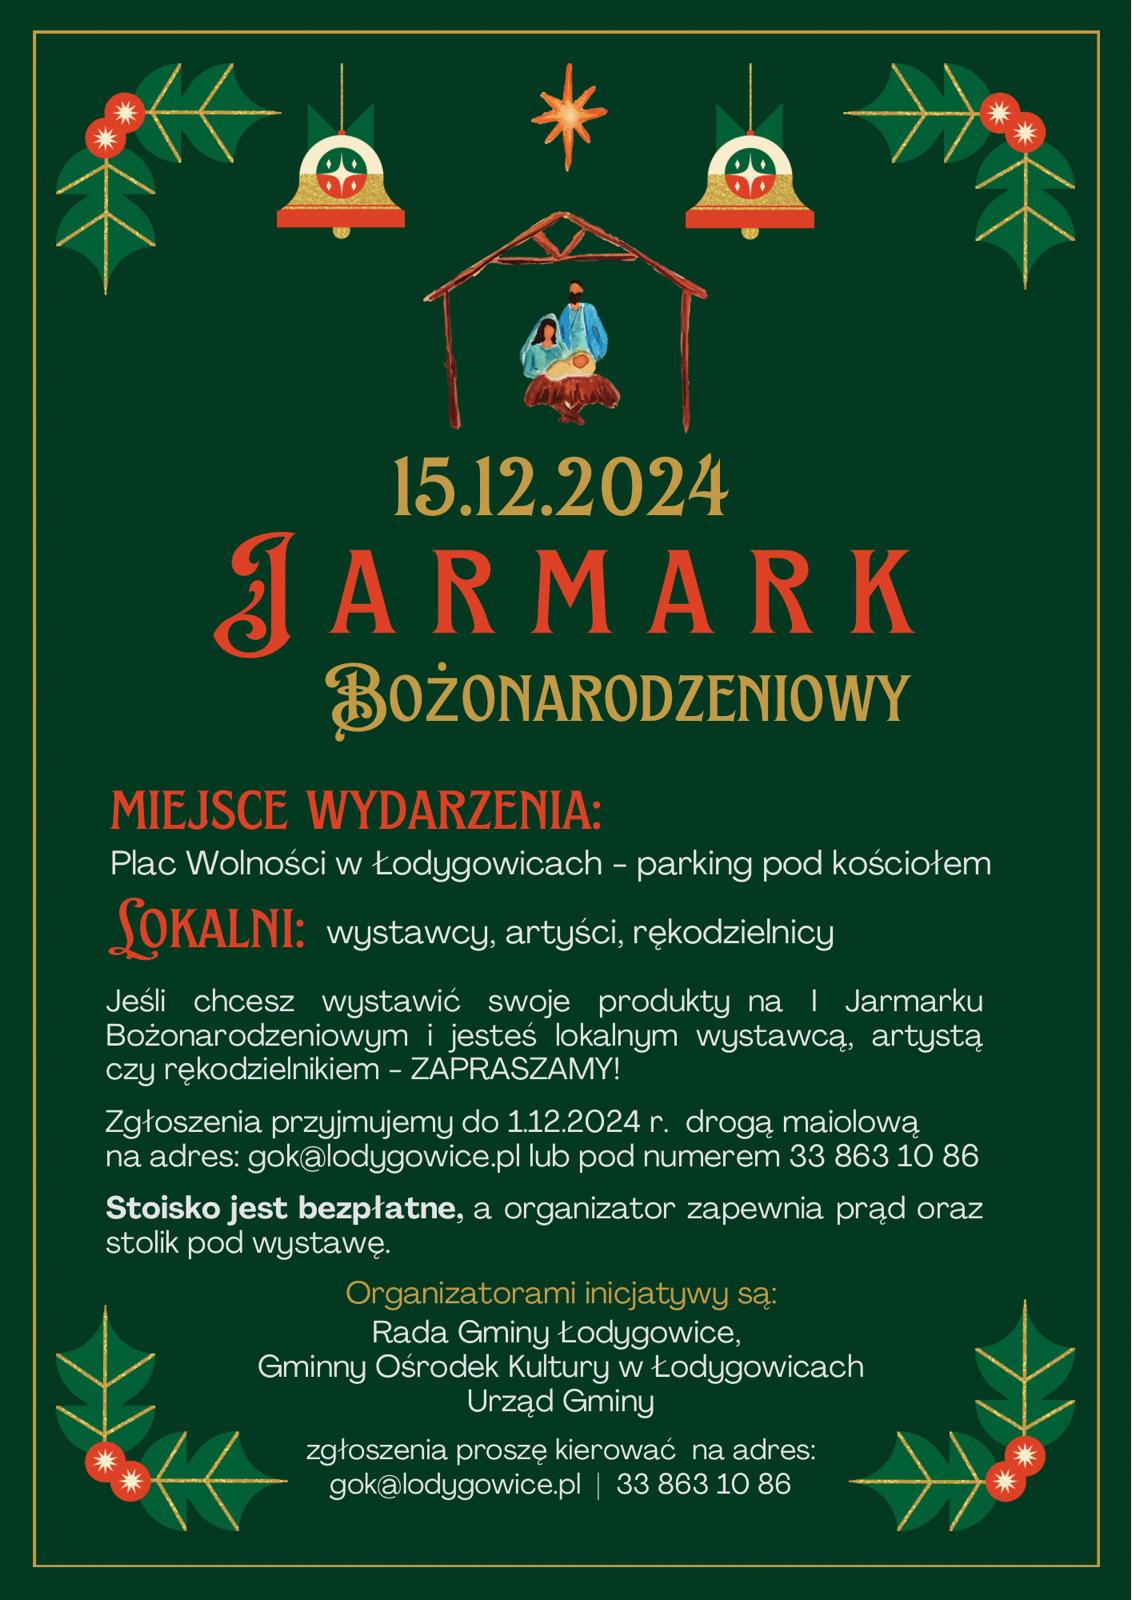 15.12.2024
JARMARK
BOŻONARODZENIOWY
MIEJSCE WYDARZENIA:
Plac Wolności w Łodygowicach - parking pod kościołem
LOKALNI: wystawcy, artyści, rękodzielnicy
Jeśli chcesz wystawić swoje produkty na I Jarmarku
Bożonarodzeniowym i jesteś lokalnym wystawcą, artystą
czy rękodzielnikiem - ZAPRASZAMY!
Zgłoszenia przyjmujemy do 1.12.2024 r. drogą maiolową
na adres: gok@lodygowice.pl lub pod numerem 33 863 10 86
Stoisko jest bezpłatne, a organizator zapewnia prąd oraz
stolik pod wystawę.
Organizatorami inicjatywy są:
Rada Gminy Łodygowice,
Gminny Ośrodek Kultury w Łodygowicach
Urząd Gminy
zgłoszenia proszę kierować na adres:
gok@lodygowice.pl | 33 863 10 86